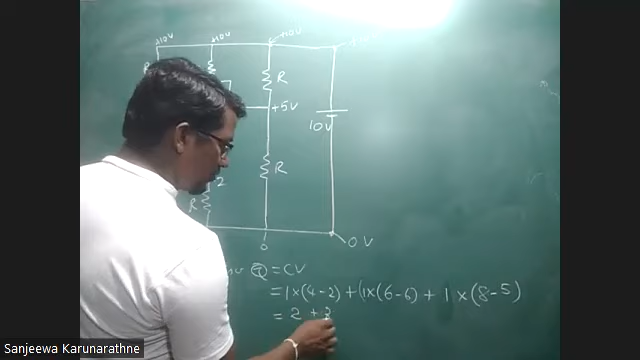 +10V +10V +10V
R
R
+5V
10V
R
2
R
0 0V
Q = CV
= 1×(4-2) + (1×(6-6) + 1×(8-5)
= 2 + 3
Sanjeewa Karunarathne